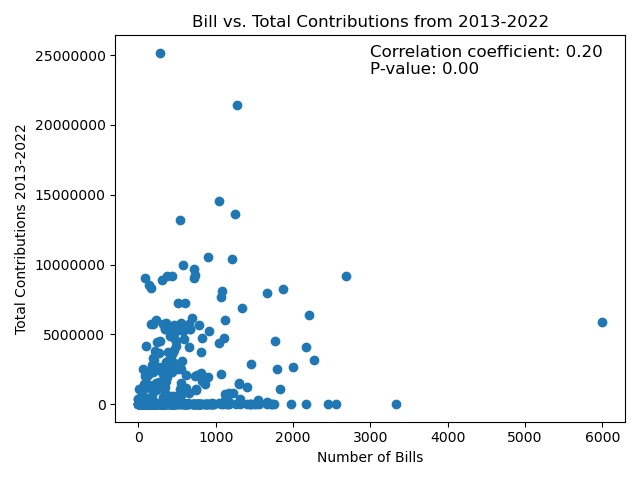 Bill vs. Total Contributions from 2013-2022
Correlation coefficient: 0.20
P-value: 0.00
Total Contributions 2013-2022
25000000
20000000
15000000
10000000
5000000
0
0 1000 2000 3000 4000 5000 6000
Number of Bills